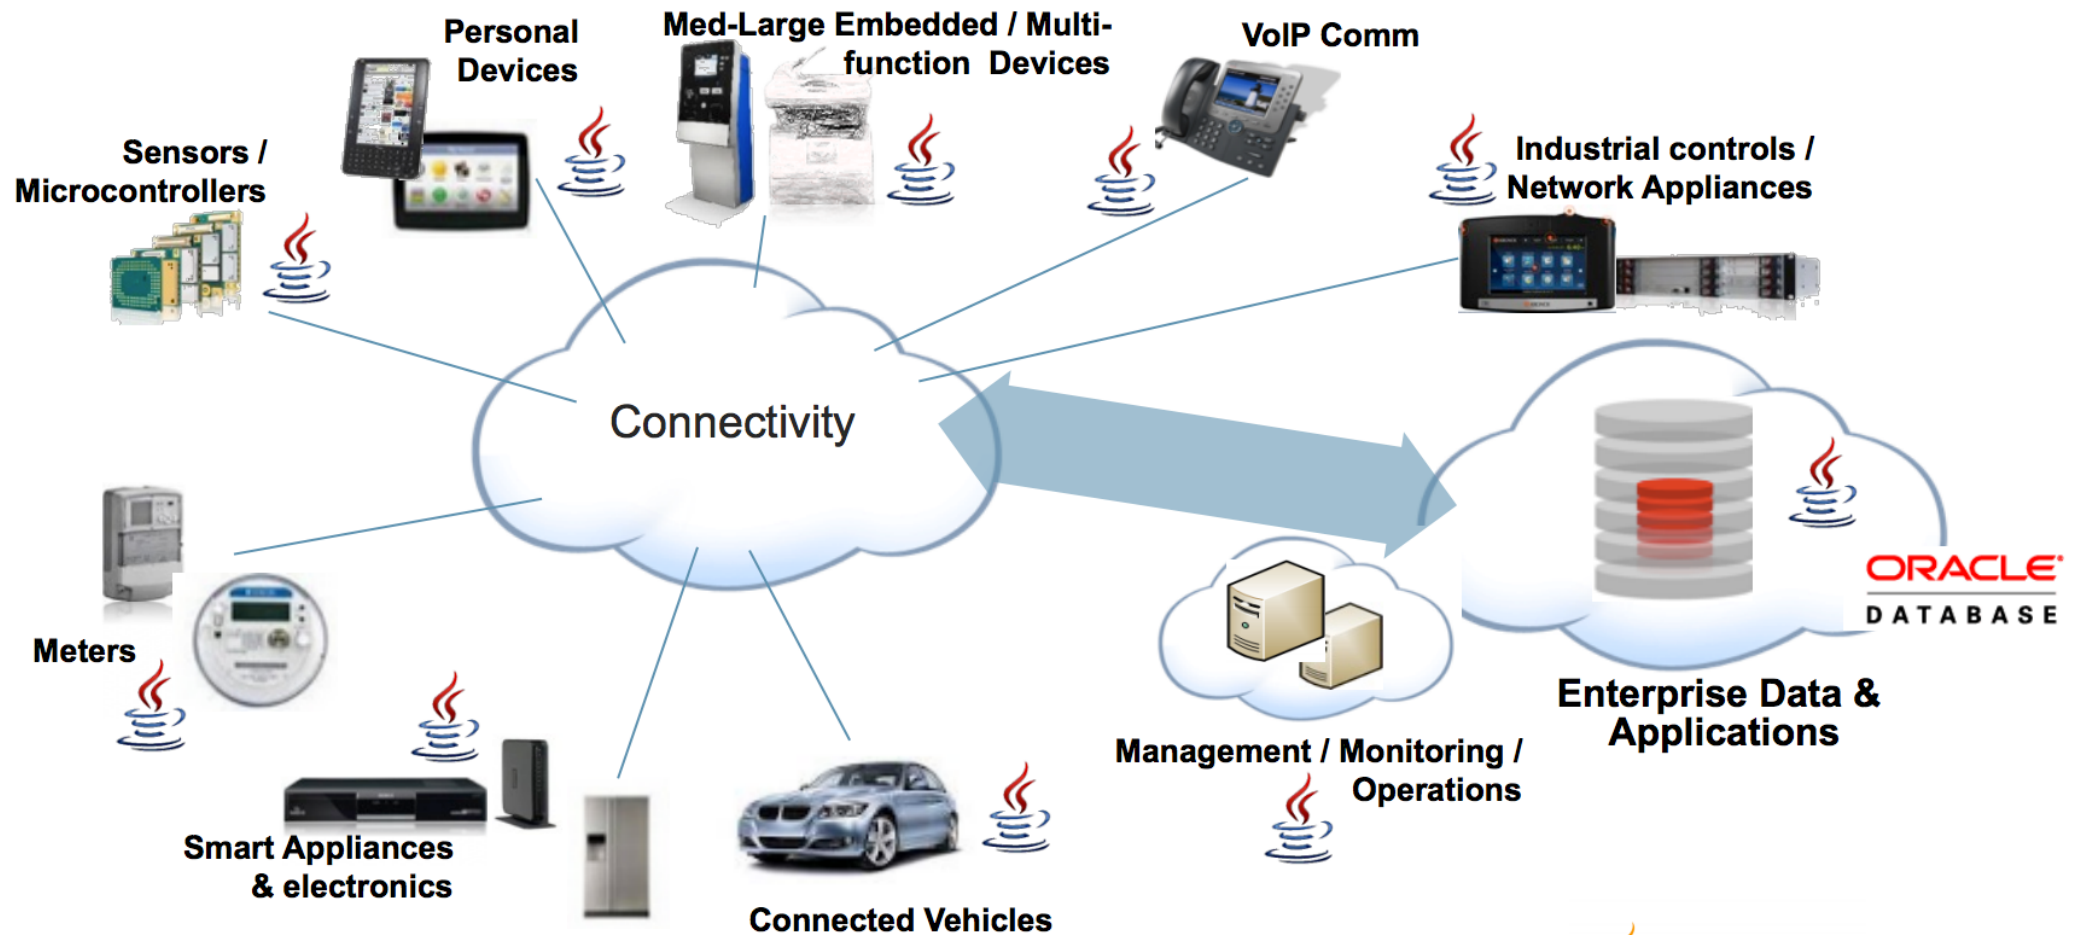 Personal
Devices
Med-Large Embedded / Multi-
function Devices
VoIP Comm
Sensors /
Microcontrollers
Industrial controls /
Network Appliances
Connectivity
ORACLE
DATABASE
Meters
Enterprise Data &
Applications
Management / Monitoring /
Operations
Smart Appliances
& electronics
Connected Vehicles